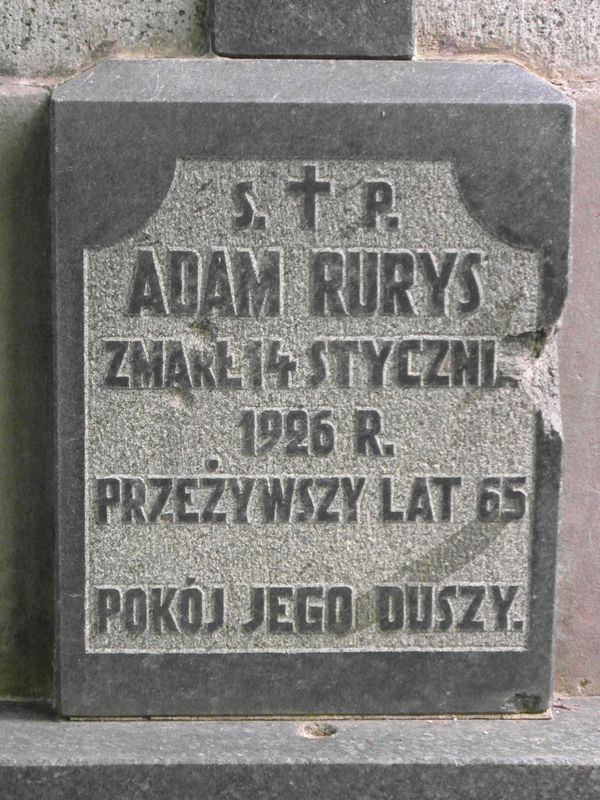 S. † P.
ADAM RURYS
ZMARŁ 14 STYCZNI
1926 R.
PRZEŻYWSZY LAT 65
POKÓJ JEGO DUSZY.